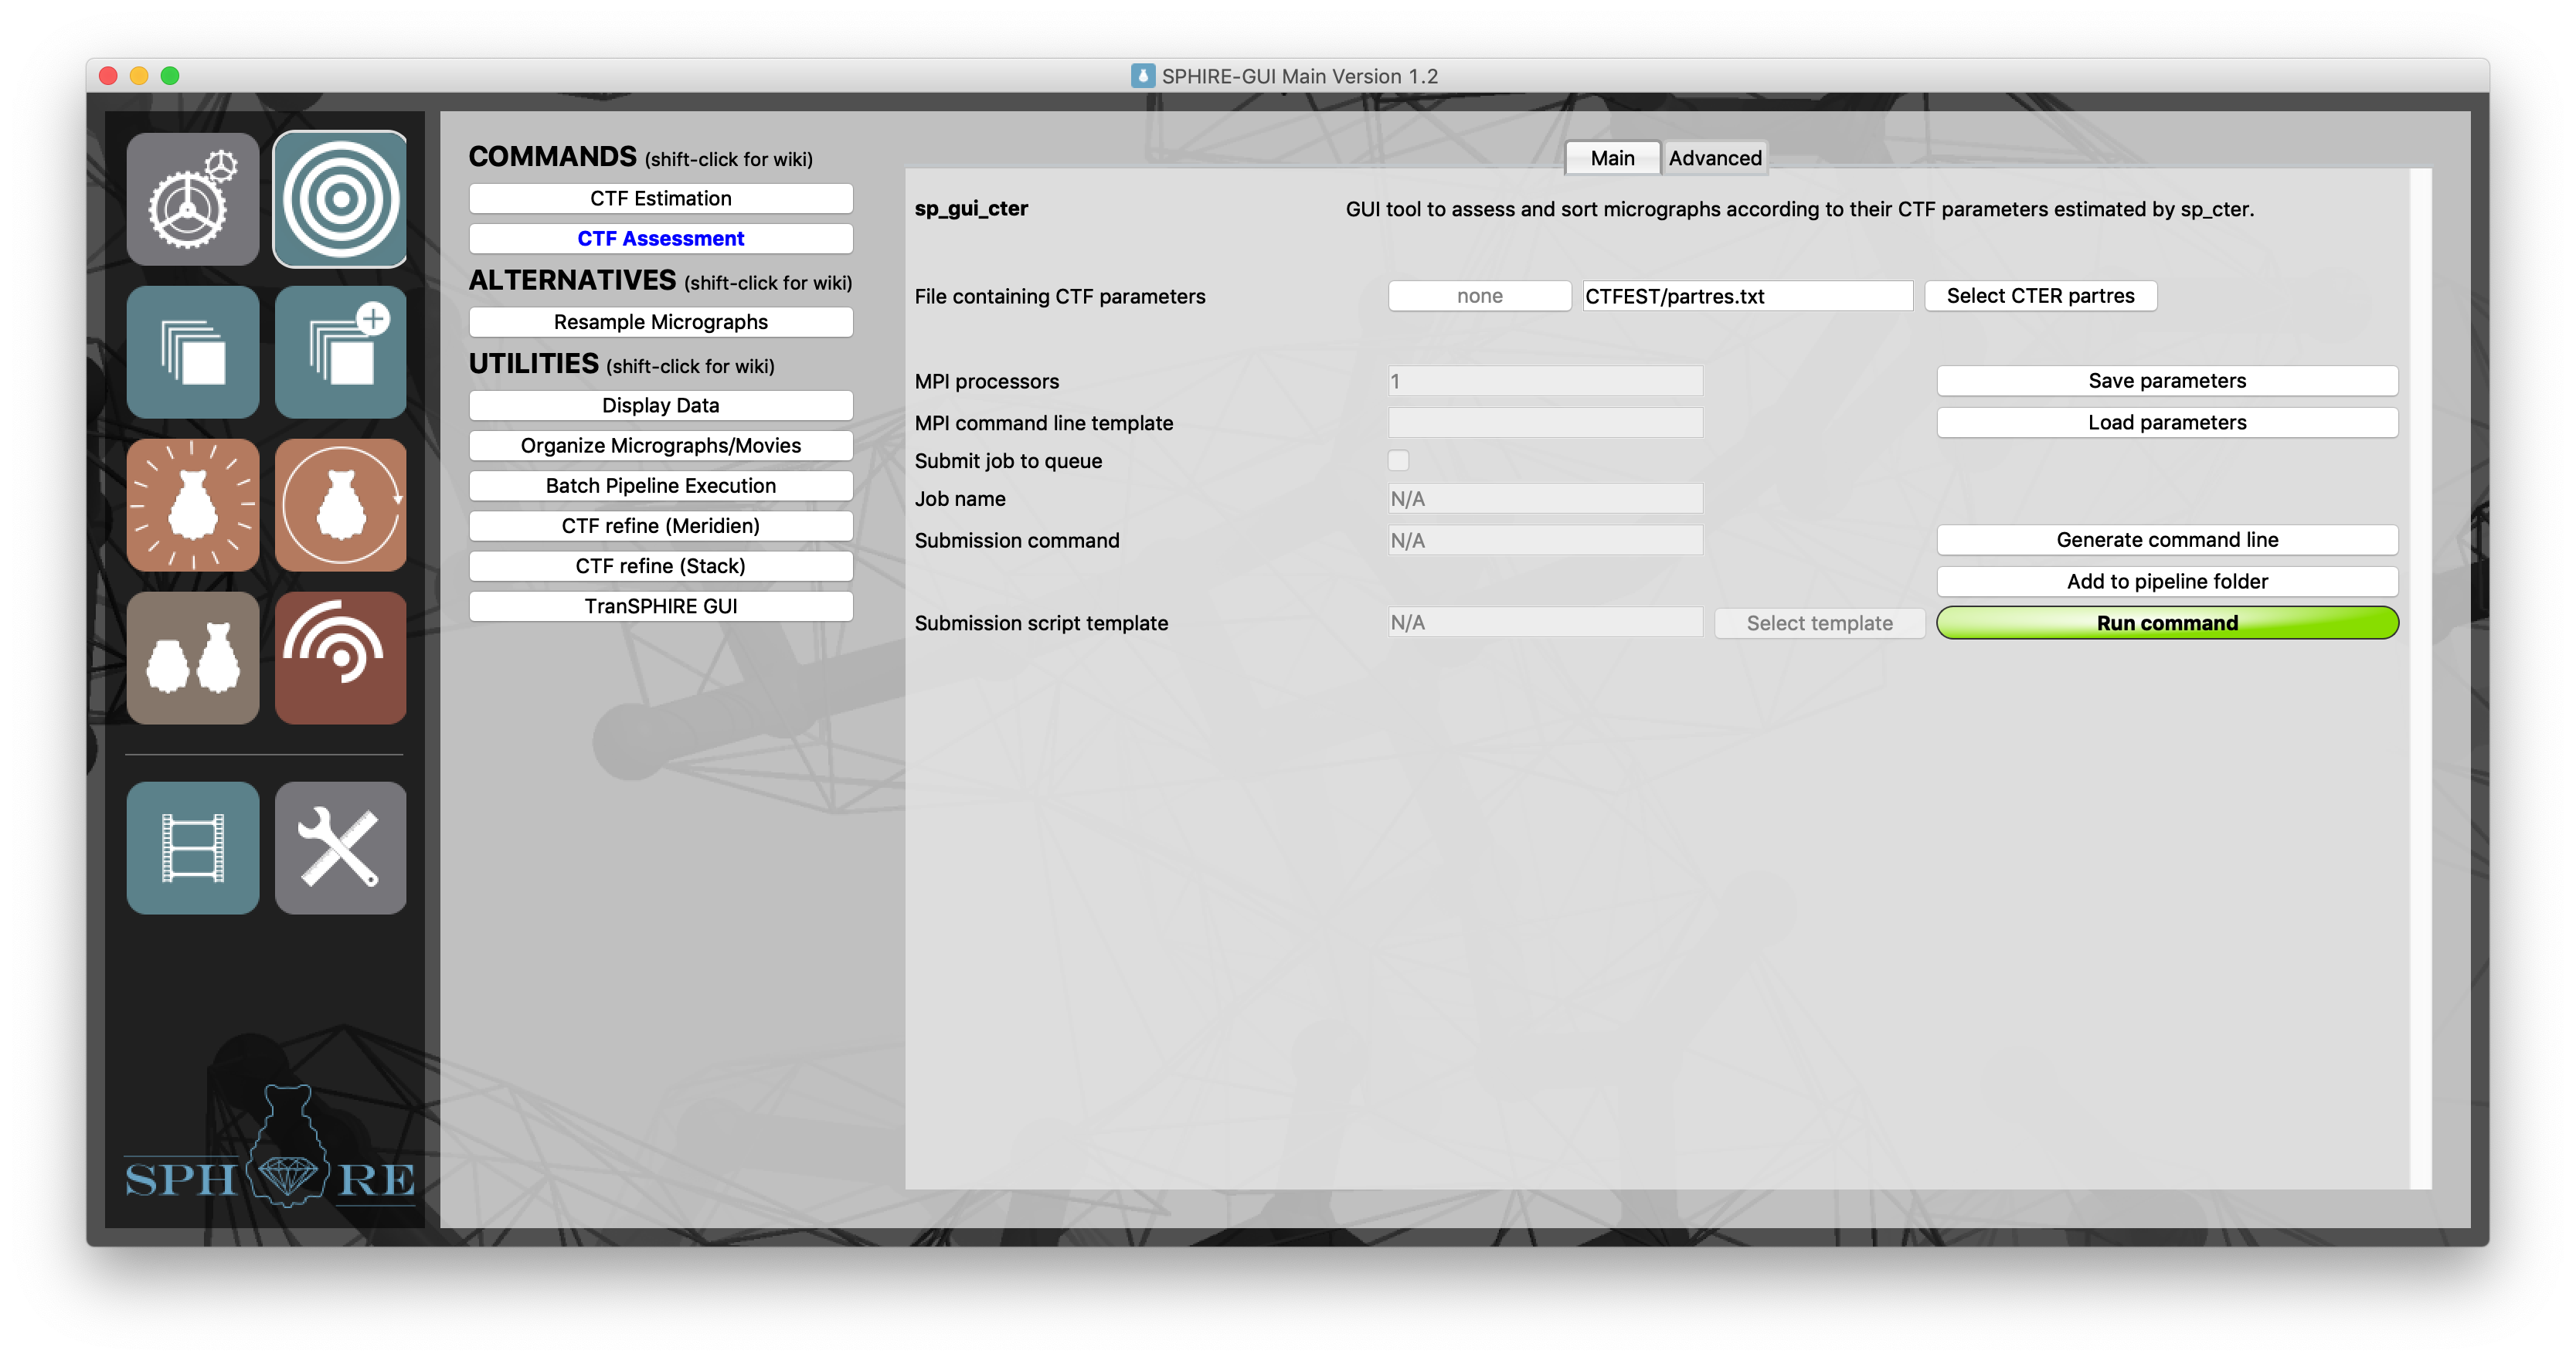 SPHIRE-GUI Main Version 1.2
COMMANDS (shift-click for wiki)
CTF Estimation
CTF Assessment
ALTERNATIVES (shift-click for wiki)
Resample Micrographs
UTILITIES (shift-click for wiki)
Display Data
Organize Micrographs/Movies
Batch Pipeline Execution
CTF refine (Meridien)
CTF refine (Stack)
TranSPHIRE GUI
Main Advanced
sp_gui_cter GUI tool to assess and sort micrographs according to their CTF parameters estimated by sp_cter.
File containing CTF parameters none CTFEST/partres.txt Select CTER partres
MPI processors 1 Save parameters
MPI command line template Load parameters
Submit job to queue
Job name N/A
Submission command N/A Generate command line
Add to pipeline folder
Submission script template N/A Select template Run command
SPHIRE